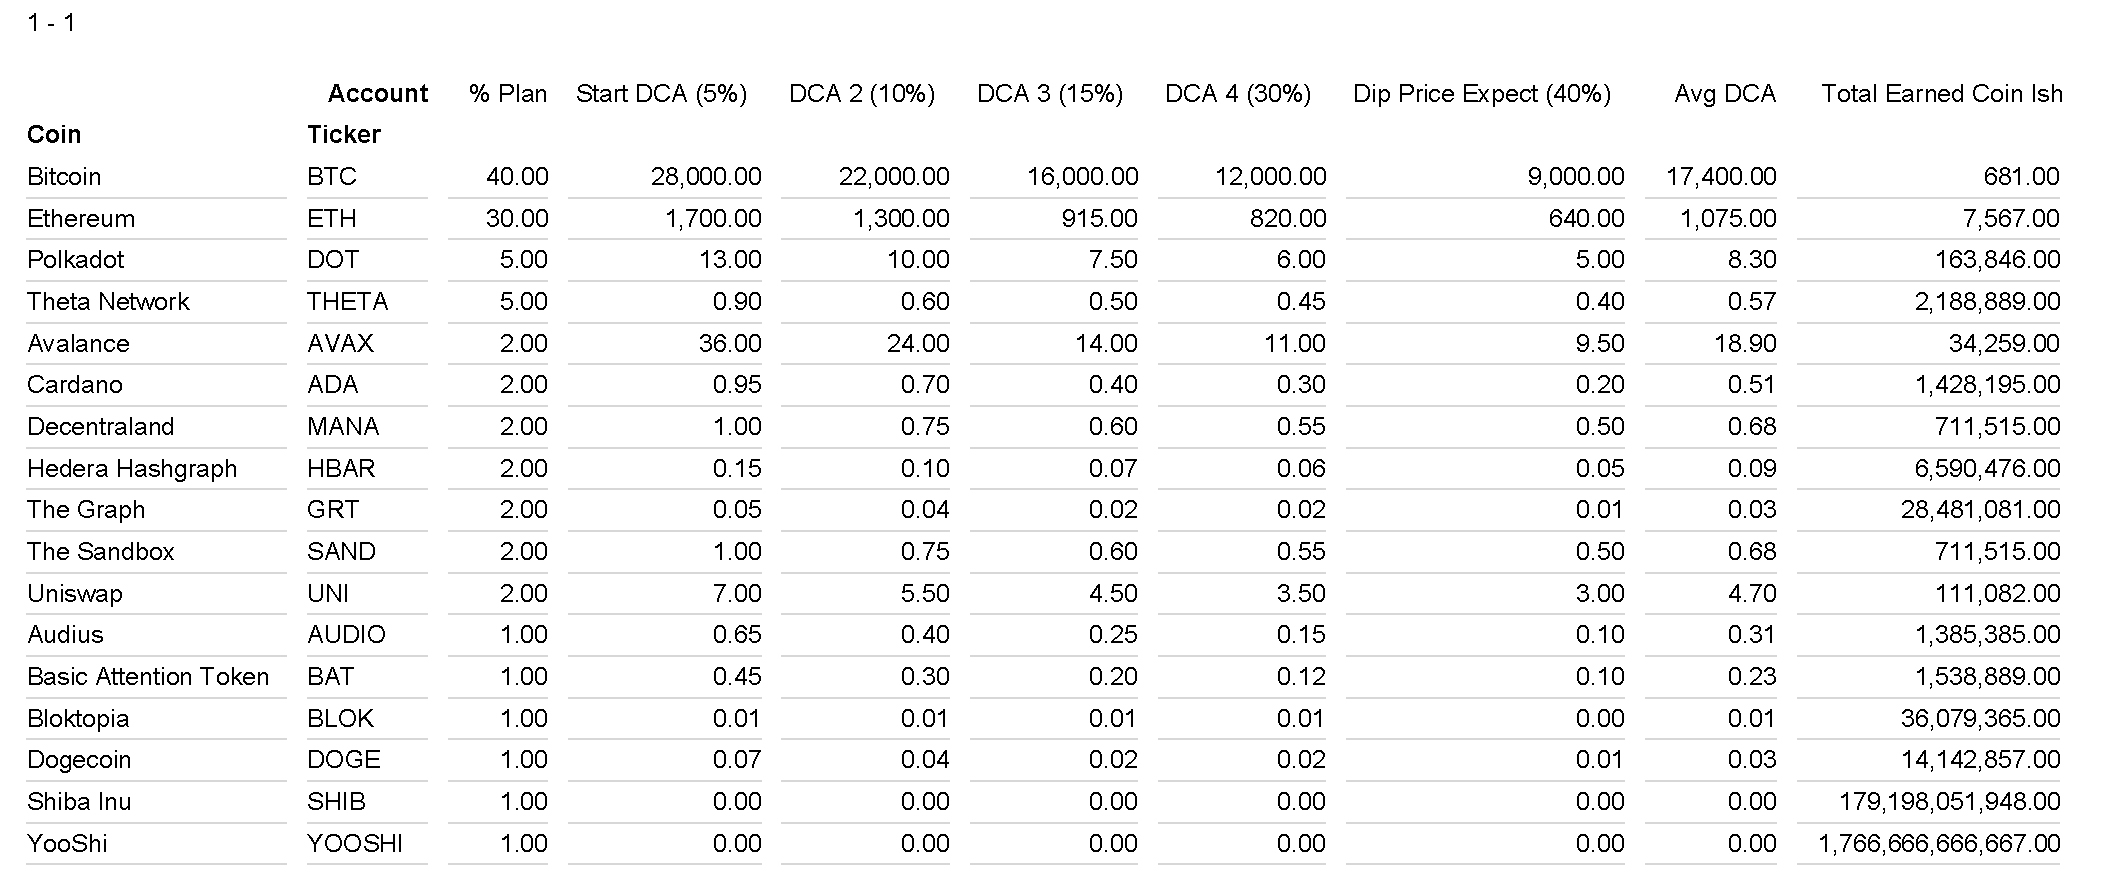 1 - 1
Account % Plan Start DCA (5%) DCA 2 (10%) DCA 3 (15%) DCA 4 (30%) Dip Price Expect (40%) Avg DCA Total Earned Coin Ish
Coin Ticker
Bitcoin BTC 40.00 28,000.00 22,000.00 16,000.00 12,000.00 9,000.00 17,400.00 681.00
Ethereum ETH 30.00 1,700.00 1,300.00 915.00 820.00 640.00 1,075.00 7,567.00
Polkadot DOT 5.00 13.00 10.00 7.50 6.00 5.00 8.30 163,846.00
Theta Network THETA 5.00 0.90 0.60 0.50 0.45 0.40 0.57 2,188,889.00
Avalance AVAX 2.00 36.00 24.00 14.00 11.00 9.50 18.90 34,259.00
Cardano ADA 2.00 0.95 0.70 0.40 0.30 0.20 0.51 1,428,195.00
Decentraland MANA 2.00 1.00 0.75 0.60 0.55 0.50 0.68 711,515.00
Hedera Hashgraph HBAR 2.00 0.15 0.10 0.07 0.06 0.05 0.09 6,590,476.00
The Graph GRT 2.00 0.05 0.04 0.02 0.02 0.01 0.03 28,481,081.00
The Sandbox SAND 2.00 1.00 0.75 0.60 0.55 0.50 0.68 711,515.00
Uniswap UNI 2.00 7.00 5.50 4.50 3.50 3.00 4.70 111,082.00
Audius AUDIO 1.00 0.65 0.40 0.25 0.15 0.10 0.31 1,385,385.00
Basic Attention Token BAT 1.00 0.45 0.30 0.20 0.12 0.10 0.23 1,538,889.00
Bloktopia BLOK 1.00 0.01 0.01 0.01 0.01 0.00 0.01 36,079,365.00
Dogecoin DOGE 1.00 0.07 0.04 0.02 0.02 0.01 0.03 14,142,857.00
Shiba Inu SHIB 1.00 0.00 0.00 0.00 0.00 0.00 0.00 179,198,051,948.00
YooShi YOOSHI 1.00 0.00 0.00 0.00 0.00 0.00 0.00 1,766,666,666,667.00